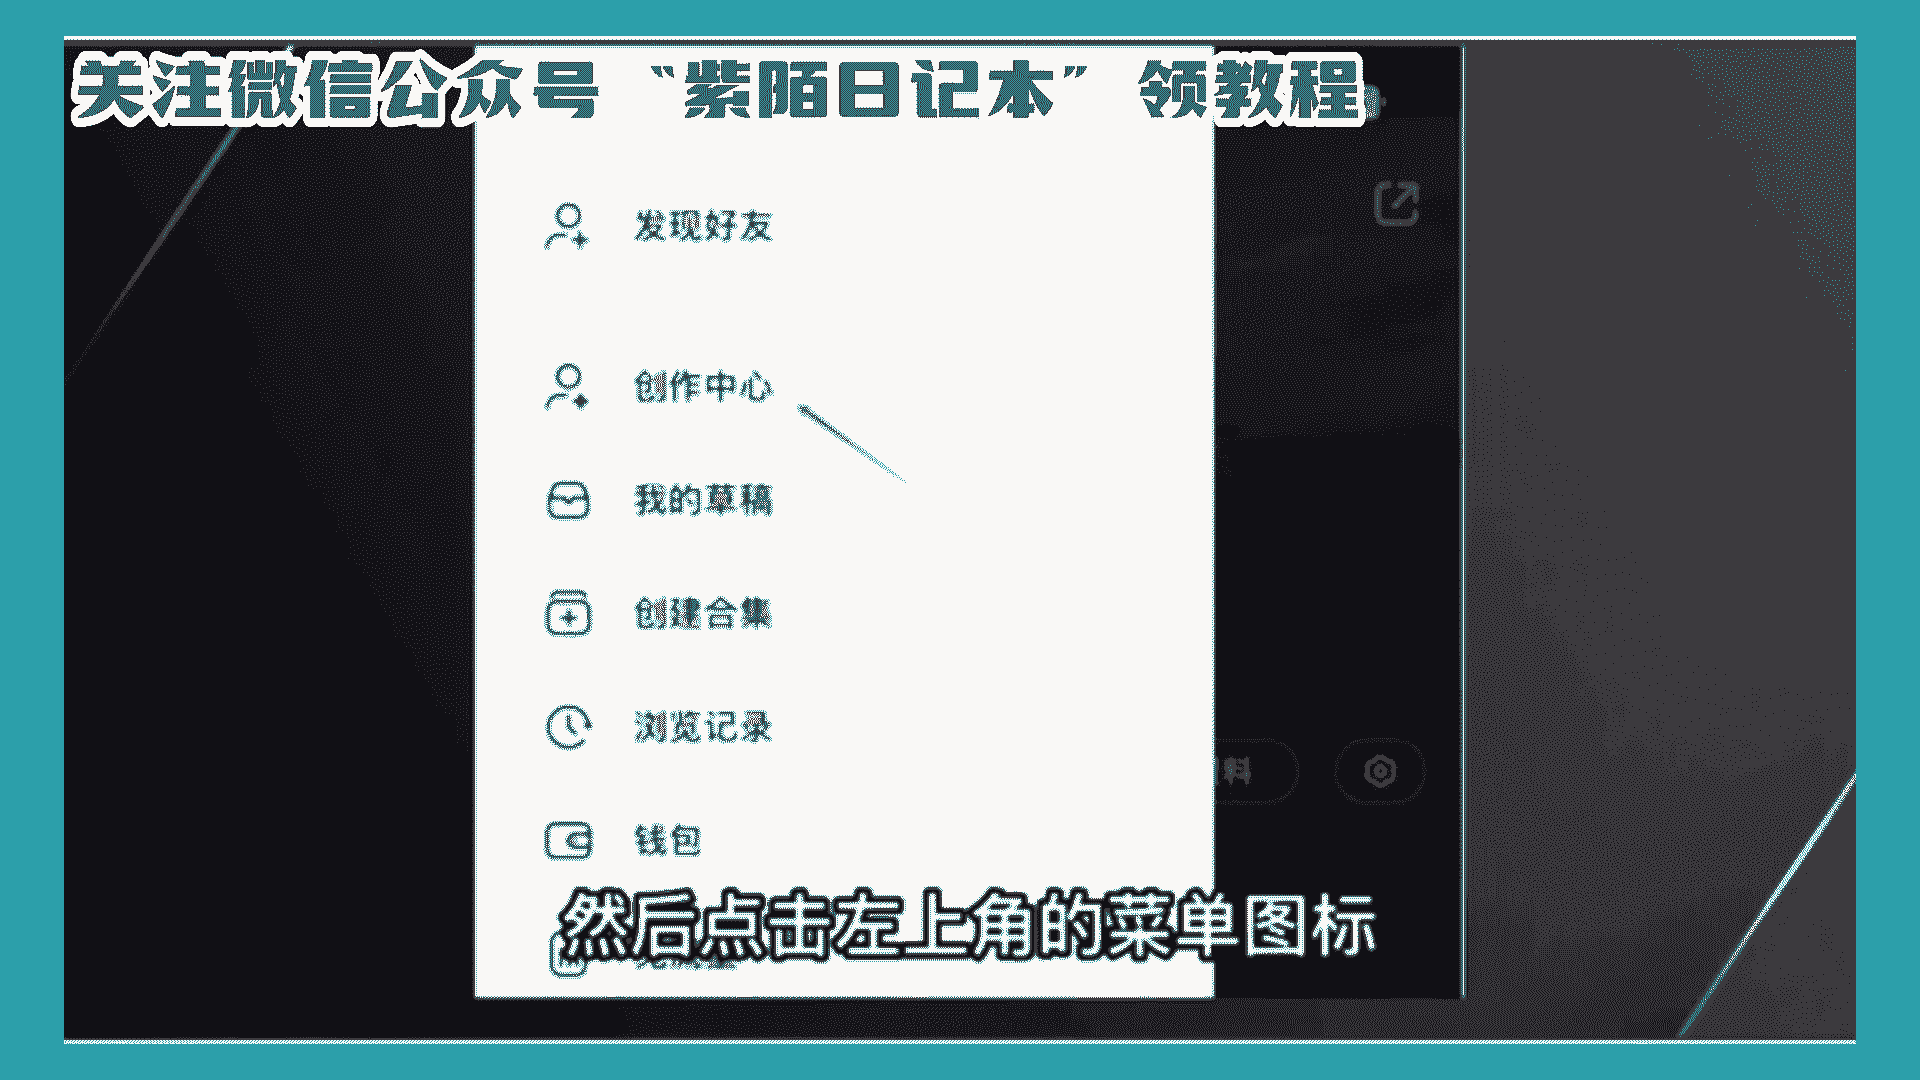 关注微信公众号 “紫陌日记本” 领教程
发现好友
创作中心
我的草稿
创建合集
浏览记录
钱包
料
然后点击左上角的菜单图标